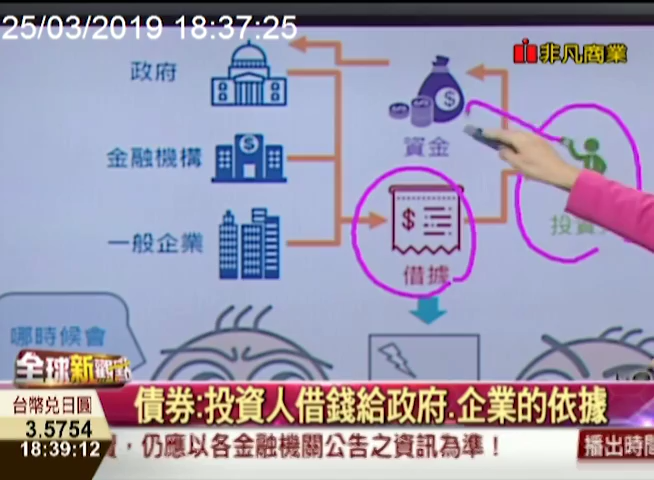 25/03/2019 18:37:25
非凡商業
政府
資金
金融機構
投資
借據
一般企業
哪時候會
全球新觀點
債券:投資人借錢給政府.企業的依據
台幣兌日圓
3.5754
18:39:12
，仍應以各金融機關公告之資訊為準！
播出時間